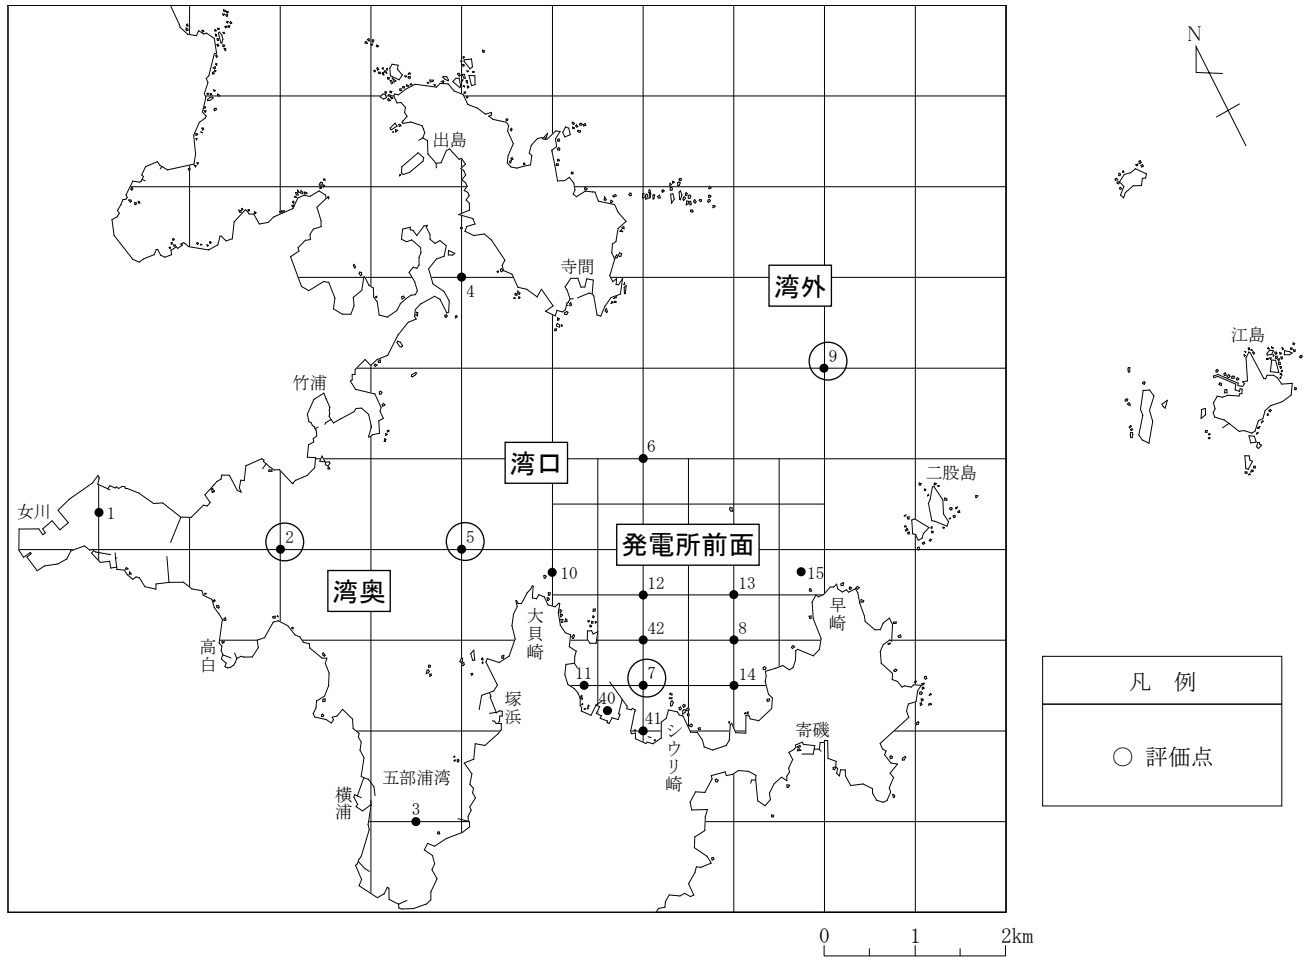 N
出島
寺間
湾外
4
江島
9
竹浦
6
湾口
二股島
女川
1
2
5
発電所前面
10
12
13
15
湾奥
大貝崎
早崎
高白
42
8
11
7
14
40
塚浜
41
シウリ崎
寄磯
五部浦湾
横浦
3
凡 例
○ 評価点
0 1 2km